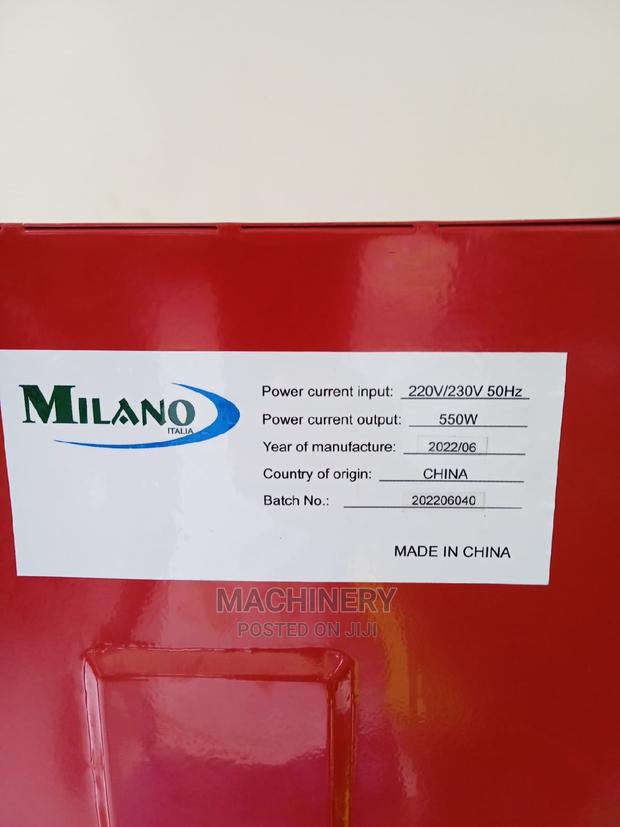 MILANO
ITALIA
Power current input: 220V/230V 50Hz
Power current output: 550W
Year of manufacture: 2022/06
Country of origin: CHINA
Batch No.: 202206040
MADE IN CHINA
MACHINERY
POSTED ON JIJI